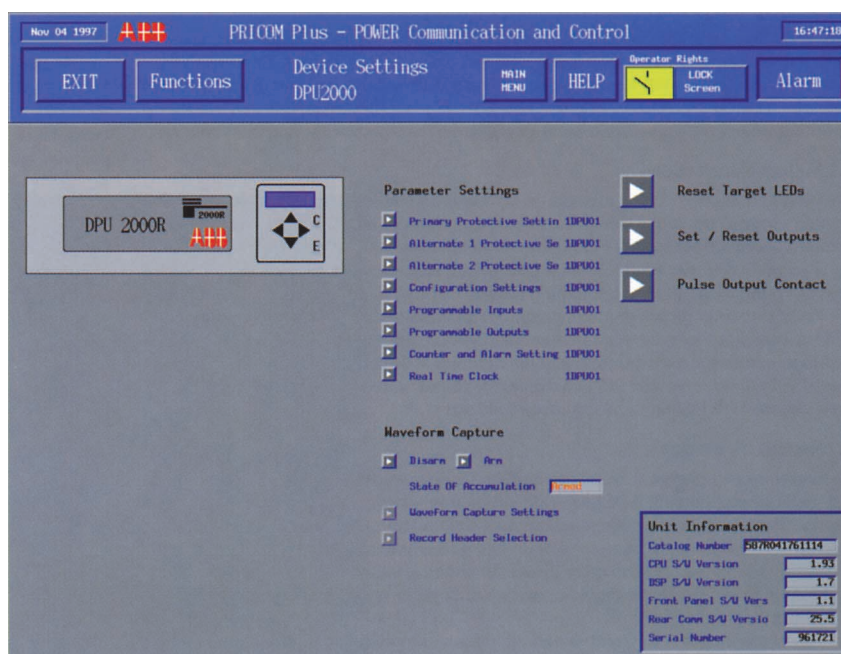 Nov 04 1997 ABB PRICOM Plus - POWER Communication and Control 16:47:18
EXIT Functions Device Settings DPU2000 MAIN MENU HELP Operator Rights LOCK Screen Alarm
DPU 2000R 2000R ABB C E
Parameter Settings
Primary Protective Settin 1DPU01
Alternate 1 Protective Se 1DPU01
Alternate 2 Protective Se 1DPU01
Configuration Settings 1DPU01
Programmable Inputs 1DPU01
Programmable Outputs 1DPU01
Counter and Alarm Setting 1DPU01
Real Time Clock 1DPU01
Reset Target LEDs
Set / Reset Outputs
Pulse Output Contact
Waveform Capture
Disarm Arm
State OF Accumulation Armed
Waveform Capture Settings
Record Header Selection
Unit Information
Catalog Number 587R041761114
CPU S/W Version 1.93
DSP S/W Version 1.7
Front Panel S/W Vers 1.1
Rear Comm S/W Versio 25.5
Serial Number 961721